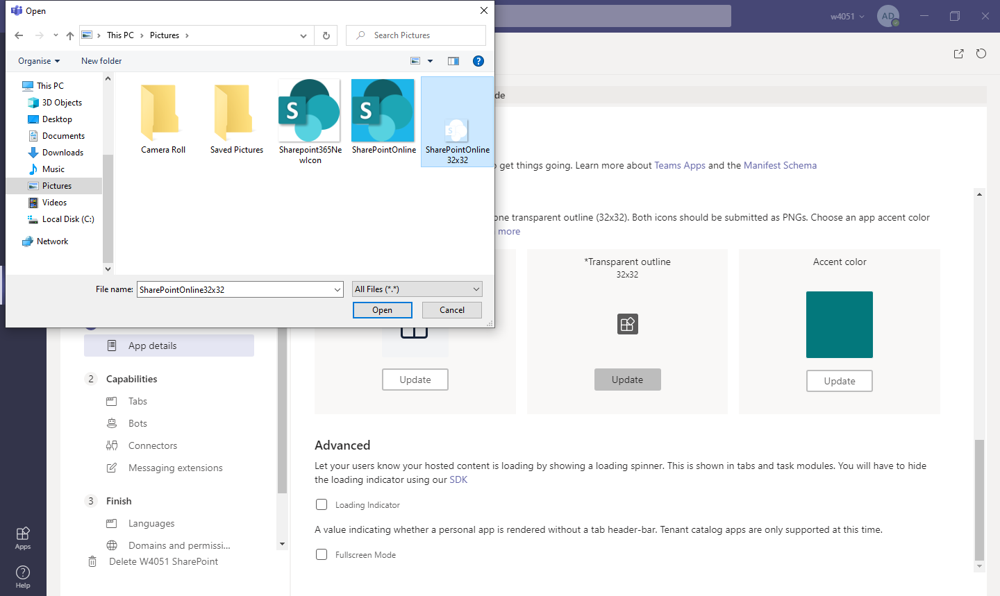 Open
w4051
AD
This PC
Pictures
Search Pictures
Organise
New folder
This PC
3D Objects
Desktop
Documents
Downloads
Music
Pictures
Videos
Local Disk (C:)
Network
S
S
S
Camera Roll
Saved Pictures
Sharepoint365Ne
wIcon
SharePointOnline
SharePointOnline
32x32
File name:
SharePointOnline32x32
All Files (*.*)
Open
Cancel
de
get things going. Learn more about Teams Apps and the Manifest Schema
one transparent outline (32x32). Both icons should be submitted as PNGs. Choose an app accent color
more
*Transparent outline
32x32
Accent color
Update
Update
Update
App details
2
Capabilities
Tabs
Bots
Connectors
Messaging extensions
3
Finish
Languages
Domains and permissi...
Delete W4051 SharePoint
Advanced
Let your users know your hosted content is loading by showing a loading spinner. This is shown in tabs and task modules. You will have to hide
the loading indicator using our SDK
Loading Indicator
A value indicating whether a personal app is rendered without a tab header-bar. Tenant catalog apps are only supported at this time.
Fullscreen Mode
Apps
Help